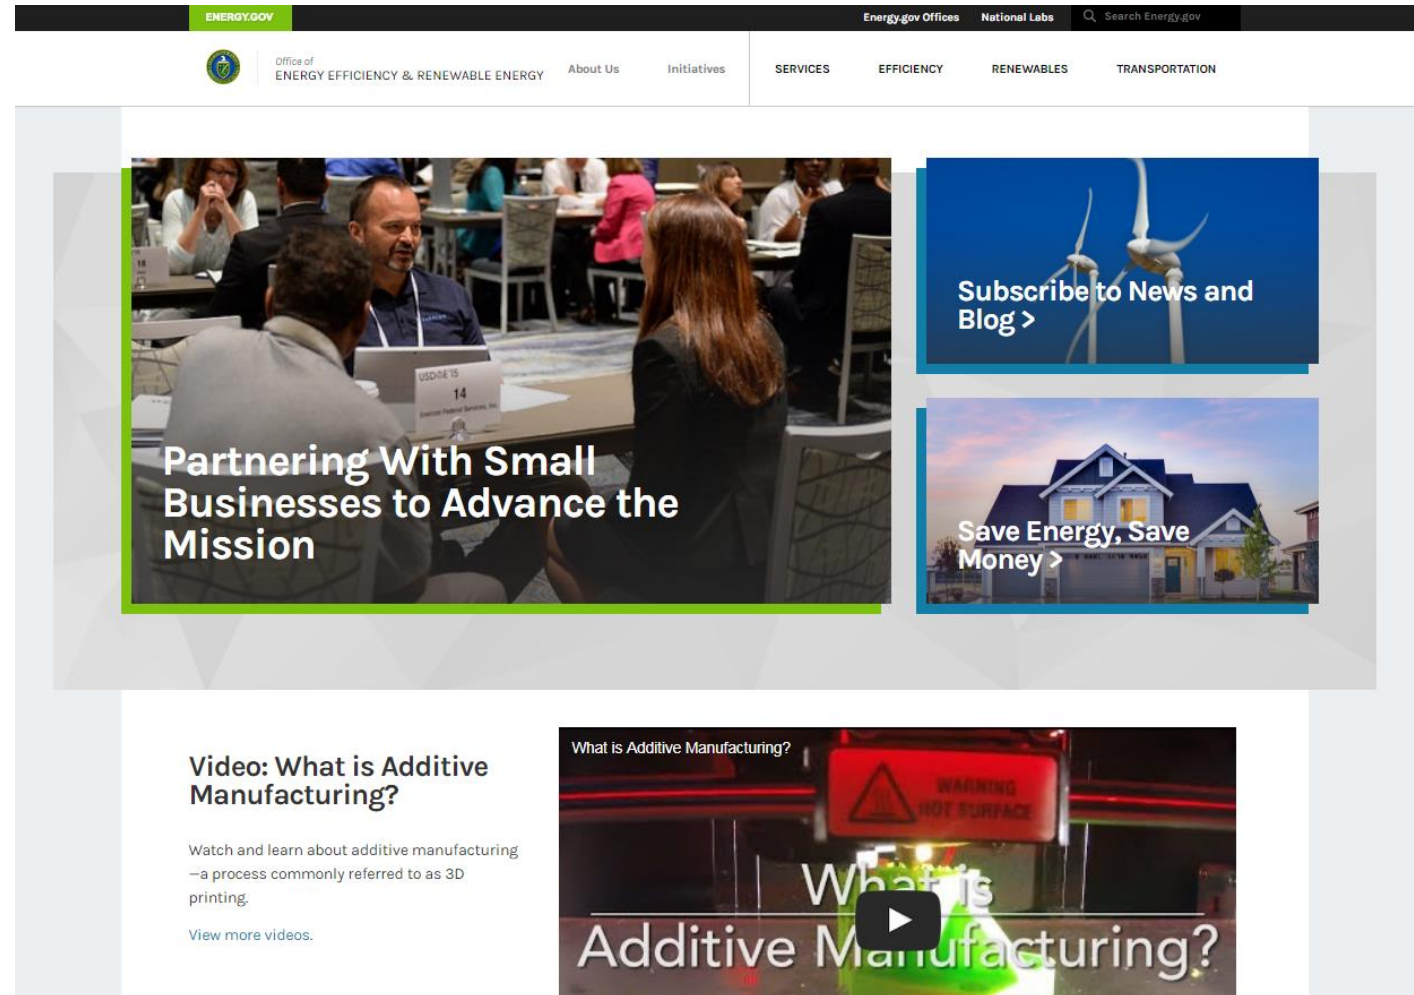 ENERGY.GOV
Energy.gov Offices
National Labs
Search Energy.gov
Office of
ENERGY EFFICIENCY & RENEWABLE ENERGY
About Us
Initiatives
SERVICES
EFFICIENCY
RENEWABLES
TRANSPORTATION
18
14
Partnering With Small
Businesses to Advance the
Mission
Subscribe to News and
Blog >
Save Energy, Save
Money >
Video: What is Additive
Manufacturing?
Watch and learn about additive manufacturing
—a process commonly referred to as 3D
printing.
View more videos.
What is Additive Manufacturing?
WARNING
HOT SURFACE
What is
Additive Manufacturing?